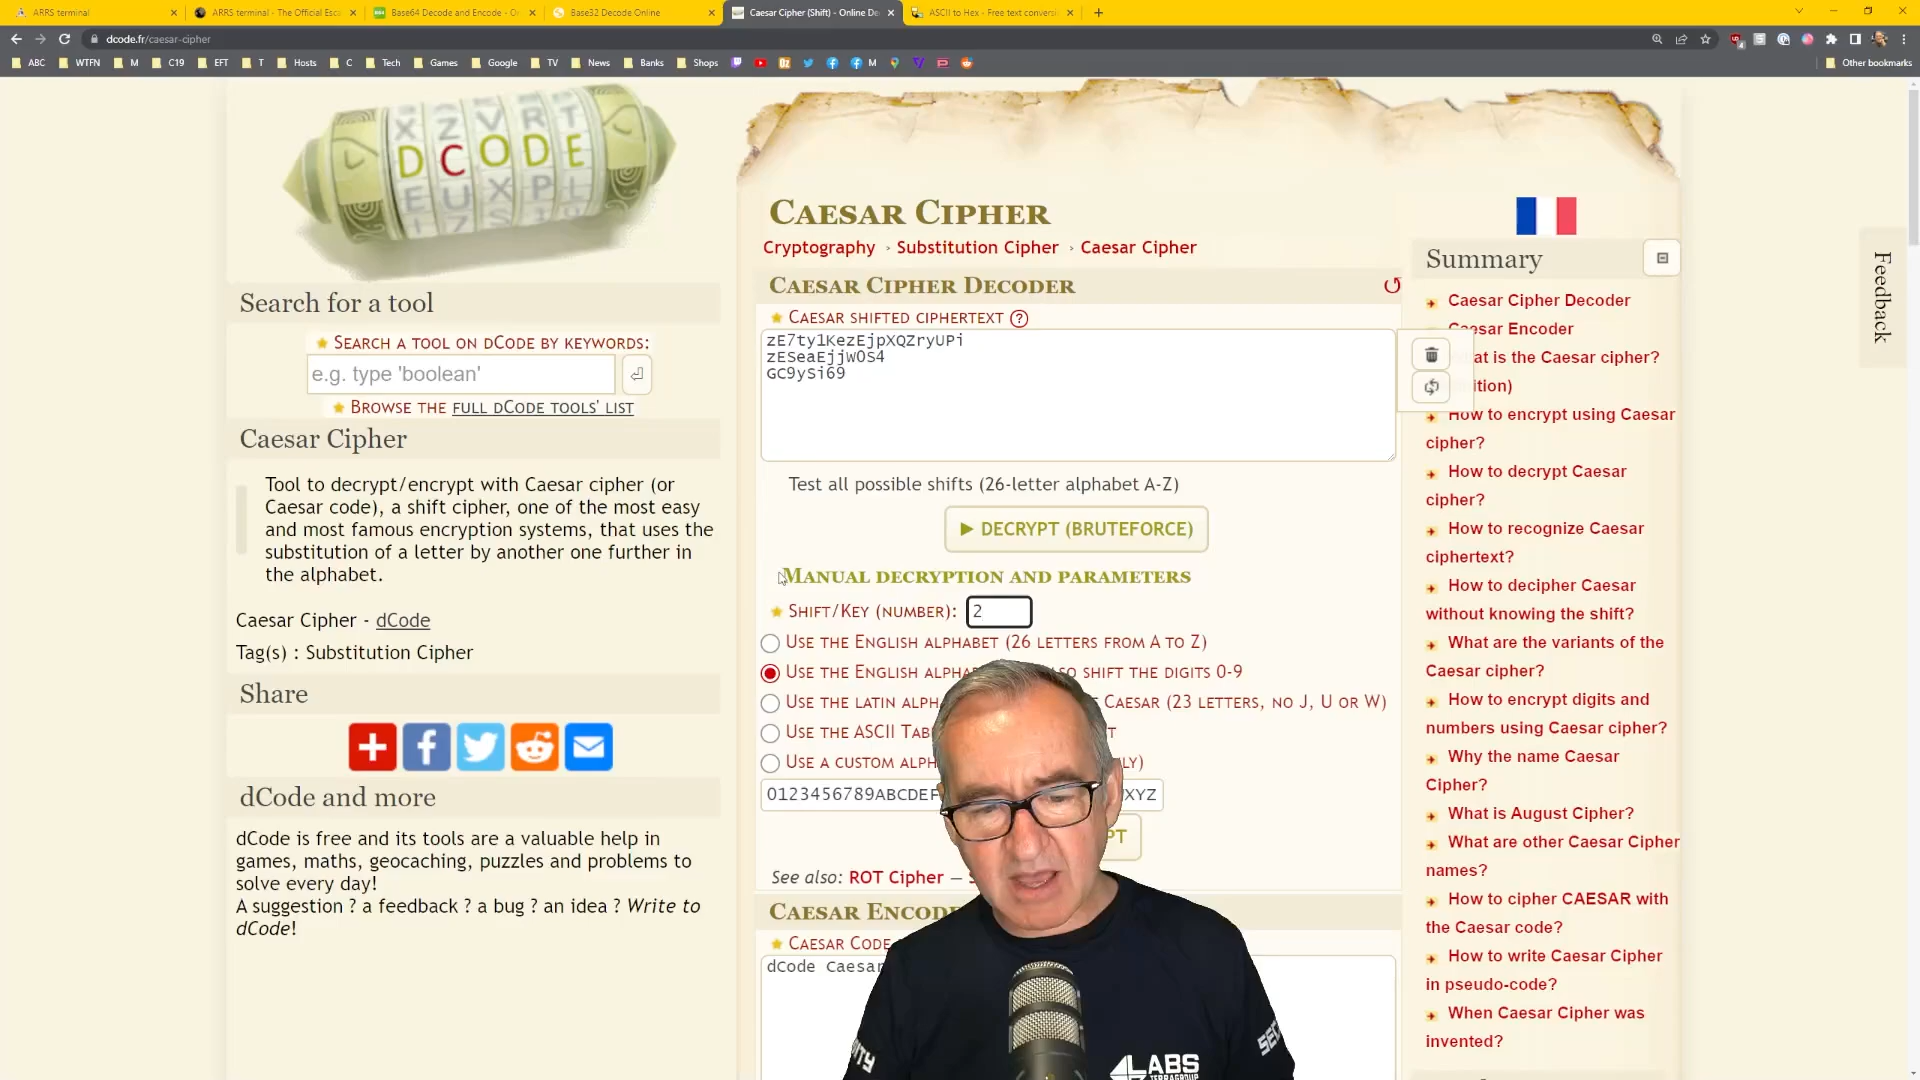 ARRS terminal
ARRS terminal - The Official Esc
Base64 Decode and Encode - O
Base32 Decode Online
Caesar Cipher (Shift) - Online De
ASCII to Hex - Free text conversi
dcode.fr/caesar-cipher
ABC
WTFN
M
C19
EFT
T
Hosts
C
Tech
Games
Google
TV
News
Banks
Shops
M
Other bookmarks
X Z V R T
D C O D E
E U X P L
Search for a tool
Search a tool on dCode by keywords:
e.g. type 'boolean'
Browse the full dCode tools' list
Caesar Cipher
Tool to decrypt/encrypt with Caesar cipher (or
Caesar code), a shift cipher, one of the most easy
and most famous encryption systems, that uses the
substitution of a letter by another one further in
the alphabet.
Caesar Cipher - dCode
Tag(s) : Substitution Cipher
Share
dCode and more
dCode is free and its tools are a valuable help in
games, maths, geocaching, puzzles and problems to
solve every day!
A suggestion ? a feedback ? a bug ? an idea ? Write to
dCode!
Caesar Cipher
Cryptography › Substitution Cipher › Caesar Cipher
Caesar Cipher Decoder
Caesar shifted ciphertext ?
zE7ty1KezEjpXQZryUPi
zESeaEjjWOS4
GC9ySi69
Test all possible shifts (26-letter alphabet A-Z)
► DECRYPT (BRUTEFORCE)
Manual decryption and parameters
Shift/Key (number): 2
Use the English alphabet (26 letters from A to Z)
Use the English alpha so shift the digits 0-9
Use the Latin alph Caesar (23 letters, no J, U or W)
Use the ASCII Tab
Use a custom alph ly)
0123456789ABCDEF XYZ
PT
See also: ROT Cipher —
Caesar Encode
Caesar Code
dCode Caesar
Summary
Caesar Cipher Decoder
Caesar Encoder
at is the Caesar cipher?
ition)
How to encrypt using Caesar
cipher?
How to decrypt Caesar
cipher?
How to recognize Caesar
ciphertext?
How to decipher Caesar
without knowing the shift?
What are the variants of the
Caesar cipher?
How to encrypt digits and
numbers using Caesar cipher?
Why the name Caesar
Cipher?
What is August Cipher?
What are other Caesar Cipher
names?
How to cipher CAESAR with
the Caesar code?
How to write Caesar Cipher
in pseudo-code?
When Caesar Cipher was
invented?
Feedback
LABS
TERRAGROUP